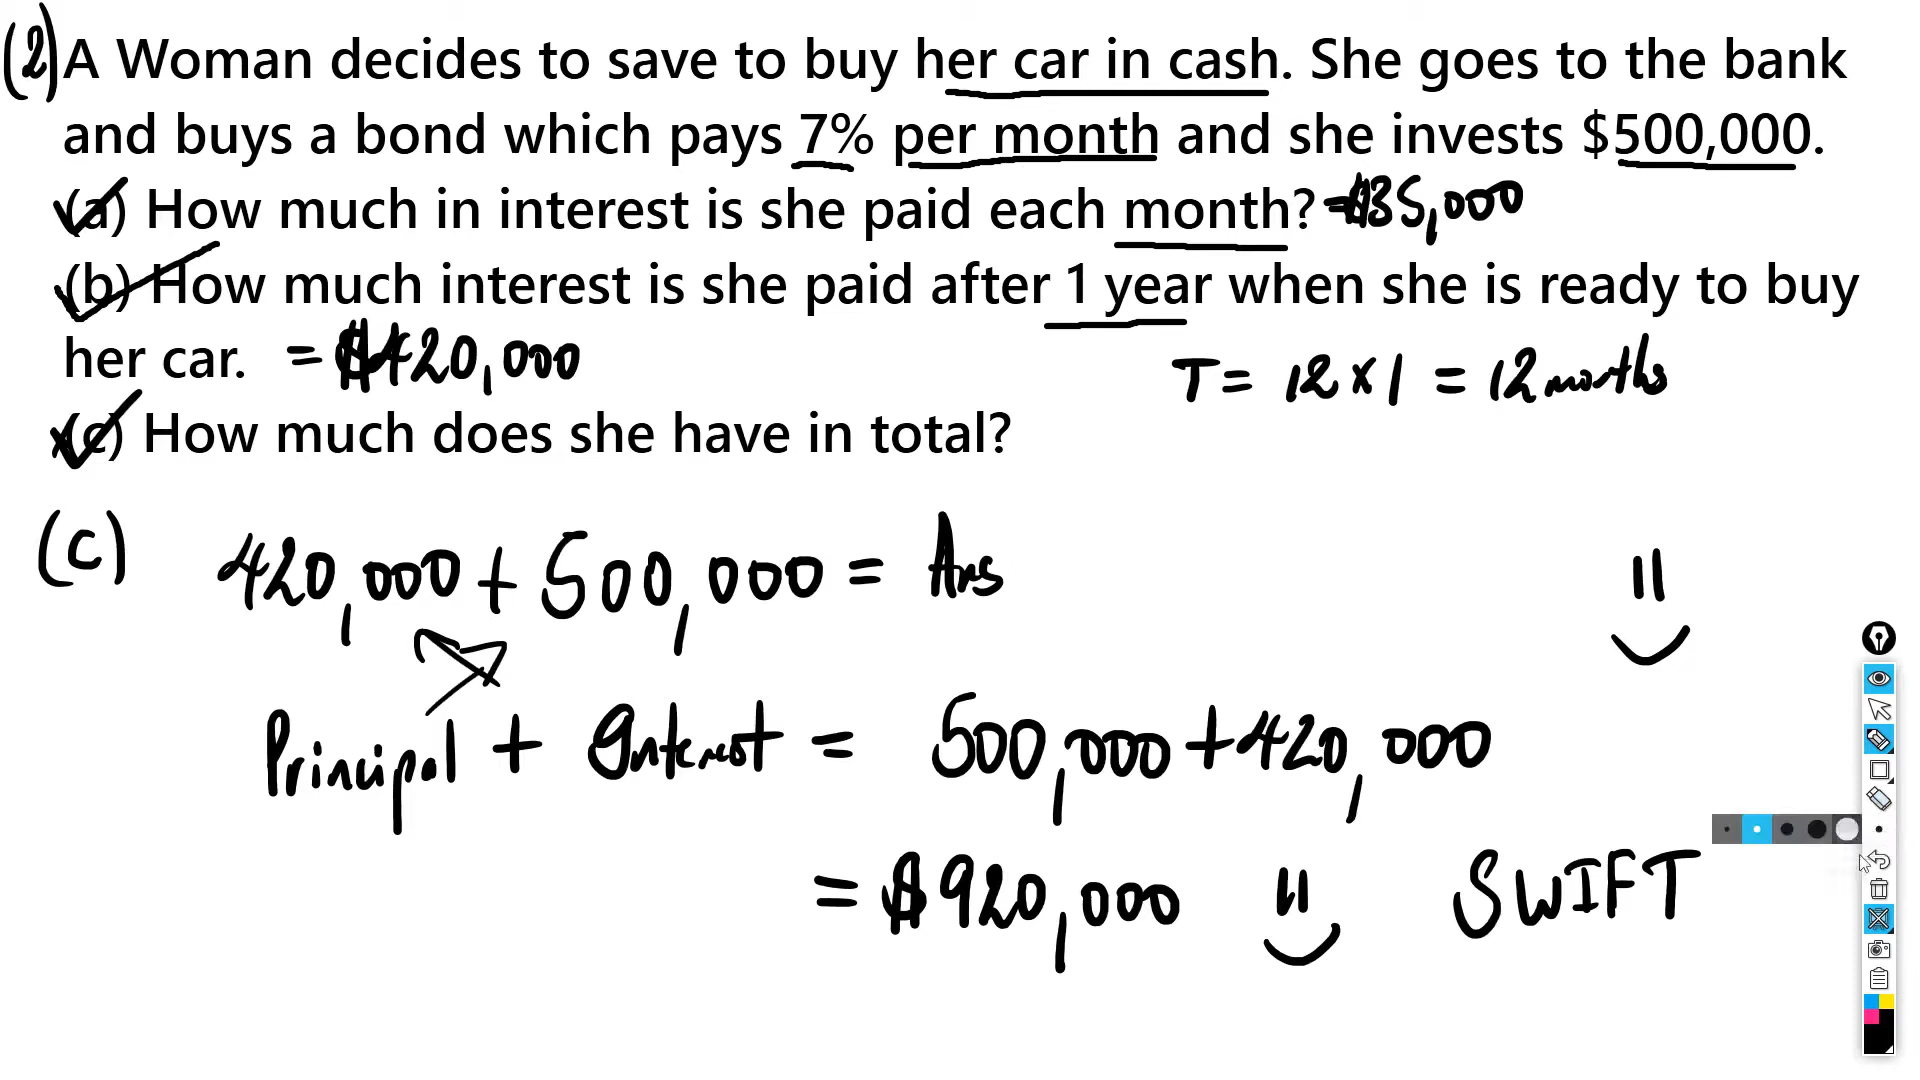 (2) A Woman decides to save to buy her car in cash. She goes to the bank
and buys a bond which pays 7% per month and she invests $500,000.
(a) How much in interest is she paid each month? = $35,000
(b) How much interest is she paid after 1 year when she is ready to buy
her car. = $420,000 T = 12 × 1 = 12 months
(c) How much does she have in total?
(c) 420,000 + 500,000 = Ans
Principal + Interest = 500,000 + 420,000
= $920,000 SWIFT